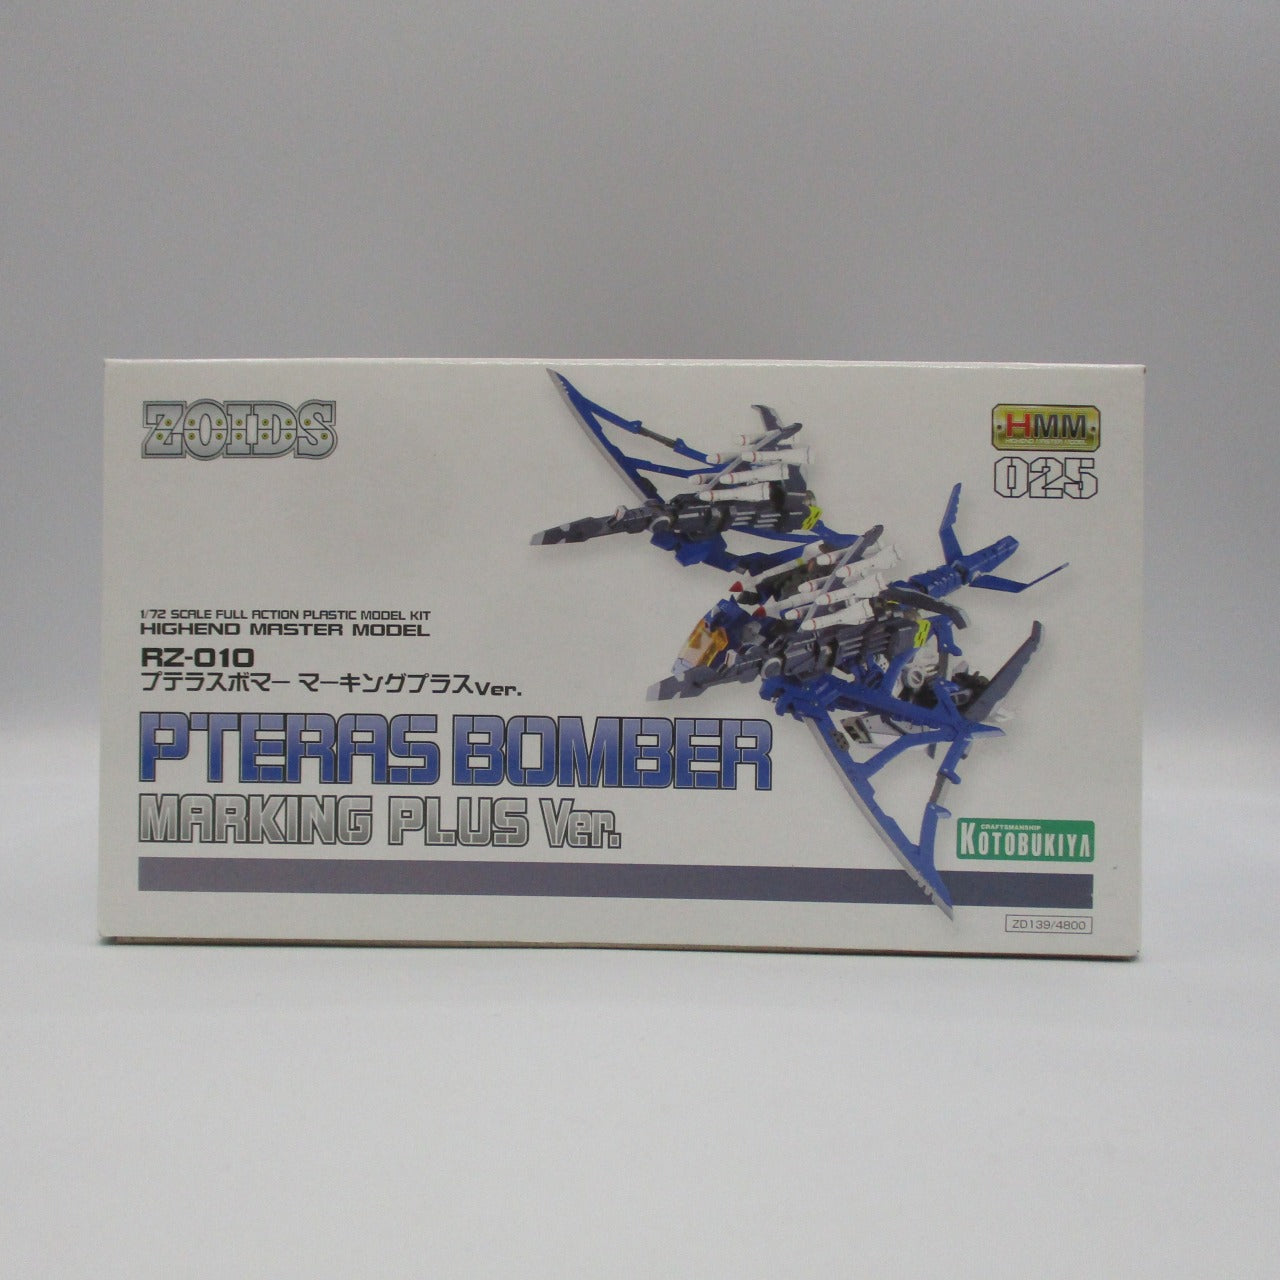 ZOIDS
HMM
HIGHEND MASTER MODEL
025
1/72 SCALE FULL ACTION PLASTIC MODEL KIT
HIGHEND MASTER MODEL
RZ-010
プテラスボマー マーキングプラスVer.
PTERAS BOMBER
MARKING PLUS Ver.
CRAFTSMANSHIP
KOTOBUKIYA
ZD139/4800